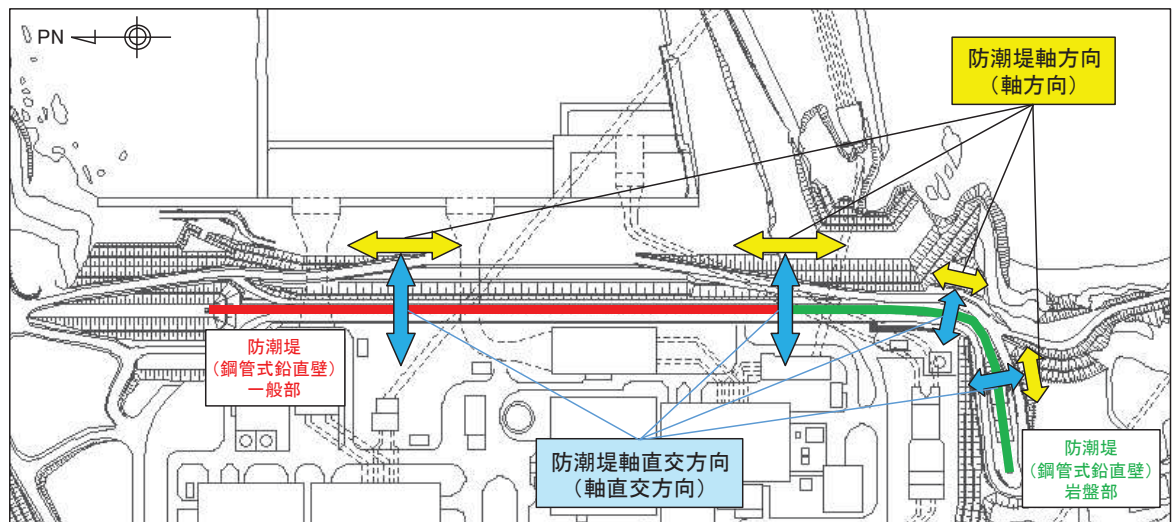 PN
防潮堤軸方向
（軸方向）
防潮堤
（鋼管式鉛直壁）
一般部
防潮堤軸直交方向
（軸直交方向）
防潮堤
（鋼管式鉛直壁）
岩盤部